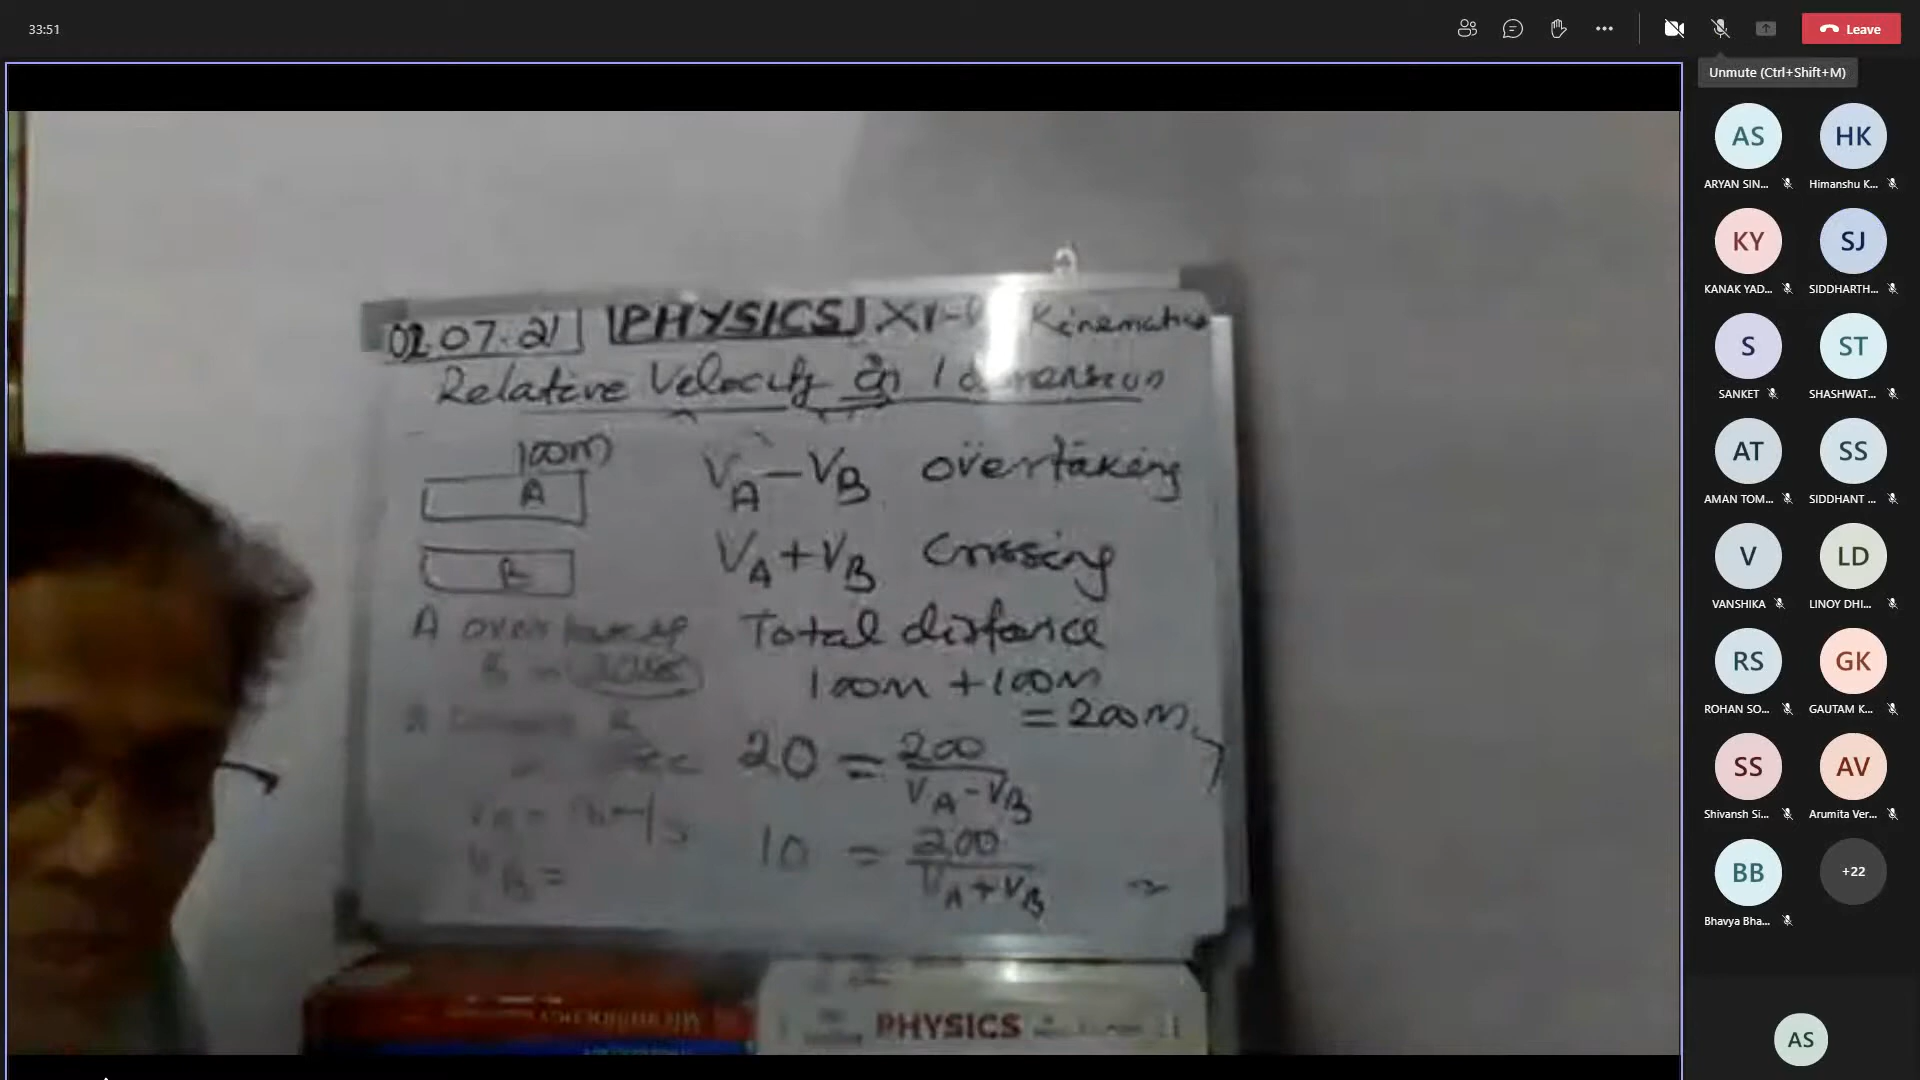 33:51
Leave
Unmute (Ctrl+Shift+M)
AS
HK
ARYAN SIN...
Himanshu K...
KY
SJ
KANAK YAD...
SIDDHARTH...
S
ST
SANKET
SHASHWAT...
AT
SS
AMAN TOM...
SIDDHANT ...
V
LD
VANSHIKA
LINOY DHI...
RS
GK
ROHAN SO...
GAUTAM K...
SS
AV
Shivansh Si...
Arumita Ver...
BB
+22
Bhavya Bha...
AS
02.07.21 PHYSICS XI- Kinematics
Relative Velocity in 1 dimension
100m
A
B
VA-VB overtaking
VA+VB Crossing
A overtakes
B
Total distance
100m + 100m
= 200m
20 = 200
VA-VB
10 = 200
VA+VB
VB =
PHYSICS